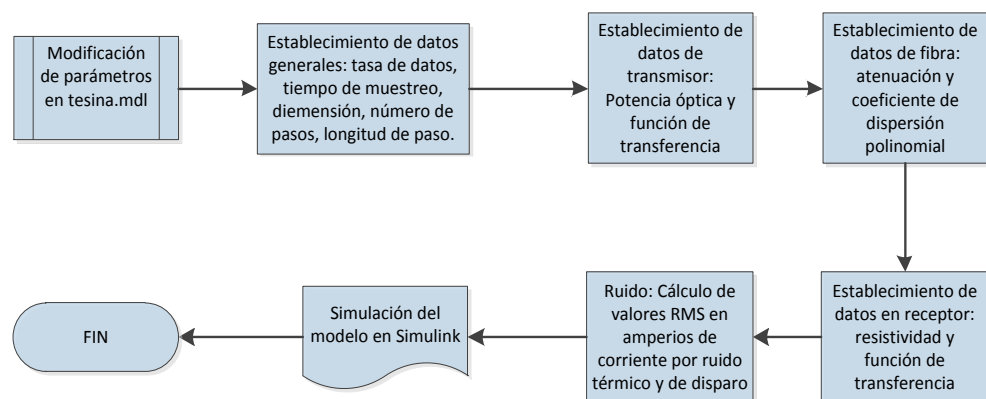 Modificación
de parámetros
en tesina.mdl
Establecimiento de datos
generales: tasa de datos,
tiempo de muestreo,
diemensión, número de
pasos, longitud de paso.
Establecimiento de
datos de
transmisor:
Potencia óptica y
función de
transferencia
Establecimiento de
datos de fibra:
atenuación y
coeficiente de
dispersión
polinomial
Establecimiento de
datos en receptor:
resistividad y
función de
transferencia
Ruido: Cálculo de
valores RMS en
amperios de
corriente por ruido
térmico y de disparo
Simulación del
modelo en Simulink
FIN